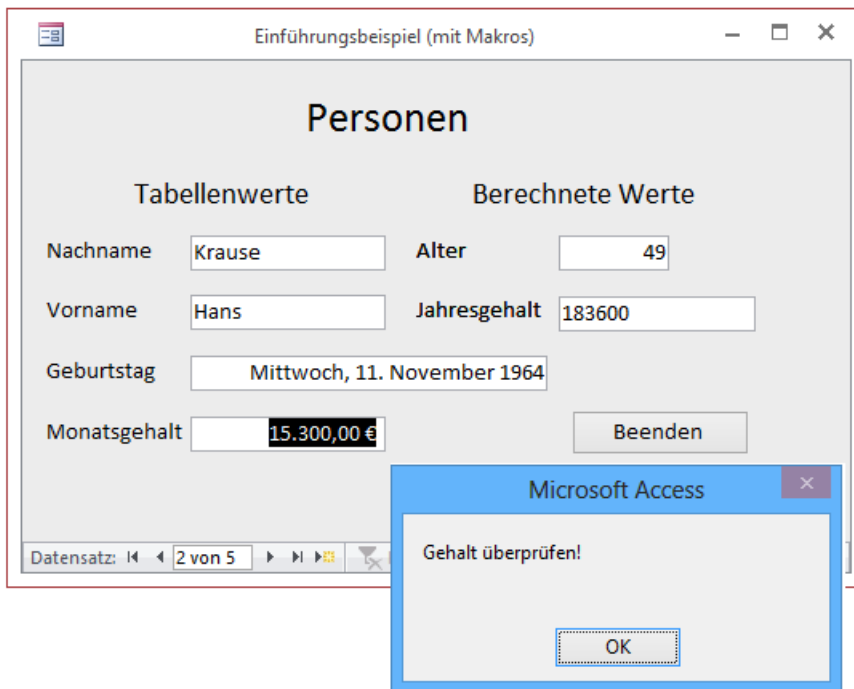 Einführungsbeispiel (mit Makros)
Personen
Tabellenwerte Berechnete Werte
Nachname Krause Alter 49
Vorname Hans Jahresgehalt 183600
Geburtstag Mittwoch, 11. November 1964
Monatsgehalt 15.300,00 € Beenden
Microsoft Access
Gehalt überprüfen!
Datensatz: 2 von 5
OK